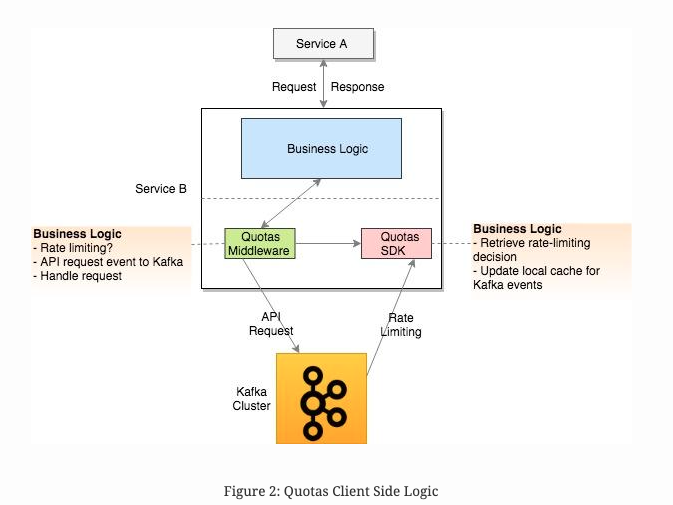 Service A
Request
Response
Business Logic
Service B
Business Logic
- Rate limiting?
- API request event to Kafka
- Handle request
Quotas
Middleware
Quotas
SDK
Business Logic
- Retrieve rate-limiting
decision
- Update local cache for
Kafka events
API
Request
Rate
Limiting
Kafka
Cluster
Figure 2: Quotas Client Side Logic